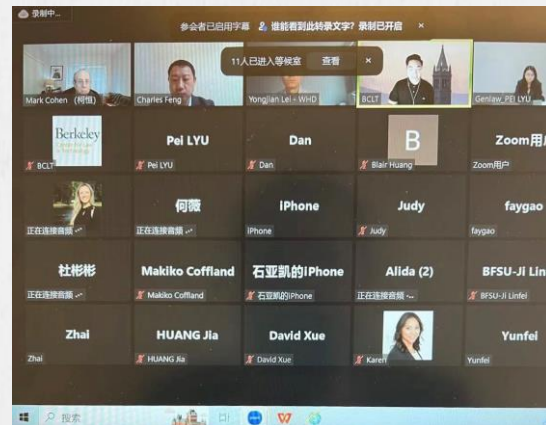 录制中...
参会者已启用字幕 谁能看到此转录文字? 录制已开启 ×
11人已进入等候室 查看 ×
Mark Cohen （柯恒）
Charles Feng
Yongjian Lei - WHD
BCLT
Genlaw_PEI LYU
Berkeley
BCLT
Pei LYU
Pei LYU
Dan
Dan
B
Blair Huang
Zoom用户
Zoom用户
正在连接音频
何薇
正在连接音频
iPhone
iPhone
Judy
Judy
faygao
faygao
社彬彬
正在连接音频
Makiko Coffland
Makiko Coffland
石亚凯的iPhone
石亚凯的iPhone
Alida (2)
正在连接音频
BFSU-Ji Lin
BFSU-Ji Linfei
Zhai
Zhai
HUANG Jia
HUANG Jia
David Xue
David Xue
Karen
Yunfei
Yunfei
搜索